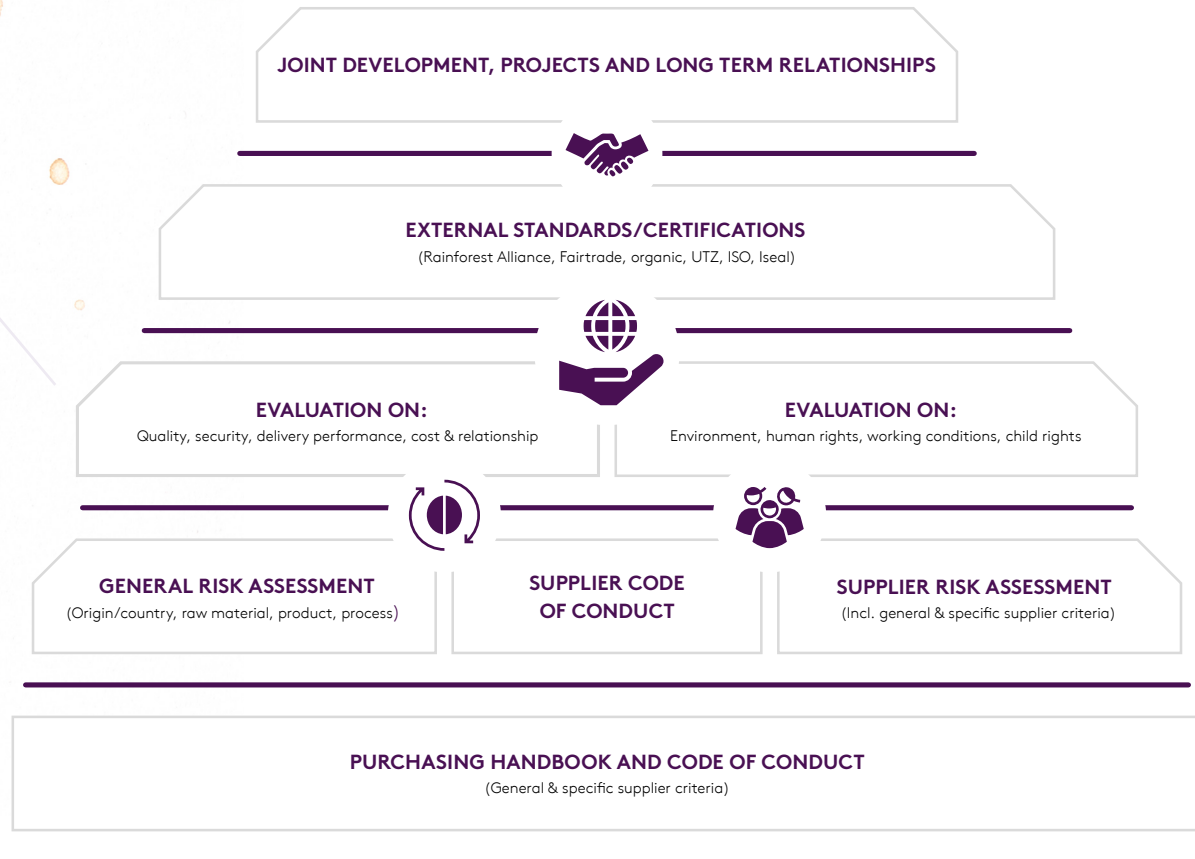 JOINT DEVELOPMENT, PROJECTS AND LONG TERM RELATIONSHIPS
EXTERNAL STANDARDS/CERTIFICATIONS
(Rainforest Alliance, Fairtrade, organic, UTZ, ISO, Iseal)
EVALUATION ON:
Quality, security, delivery performance, cost & relationship
EVALUATION ON:
Environment, human rights, working conditions, child rights
GENERAL RISK ASSESSMENT
(Origin/country, raw material, product, process)
SUPPLIER CODE
OF CONDUCT
SUPPLIER RISK ASSESSMENT
(Incl. general & specific supplier criteria)
PURCHASING HANDBOOK AND CODE OF CONDUCT
(General & specific supplier criteria)